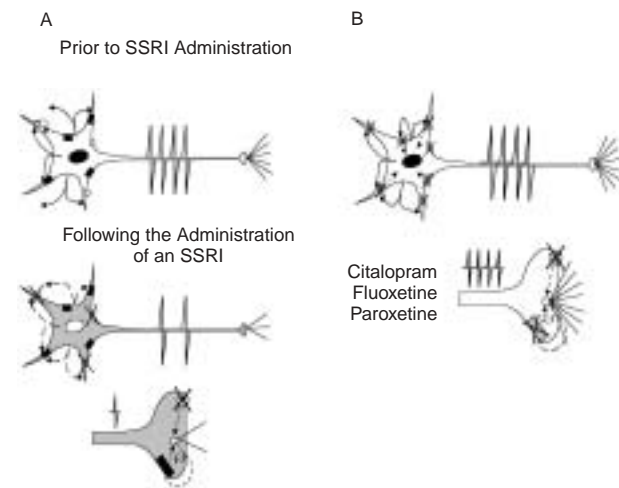 A
Prior to SSRI Administration
Following the Administration
of an SSRI
B
Citalopram
Fluoxetine
Paroxetine